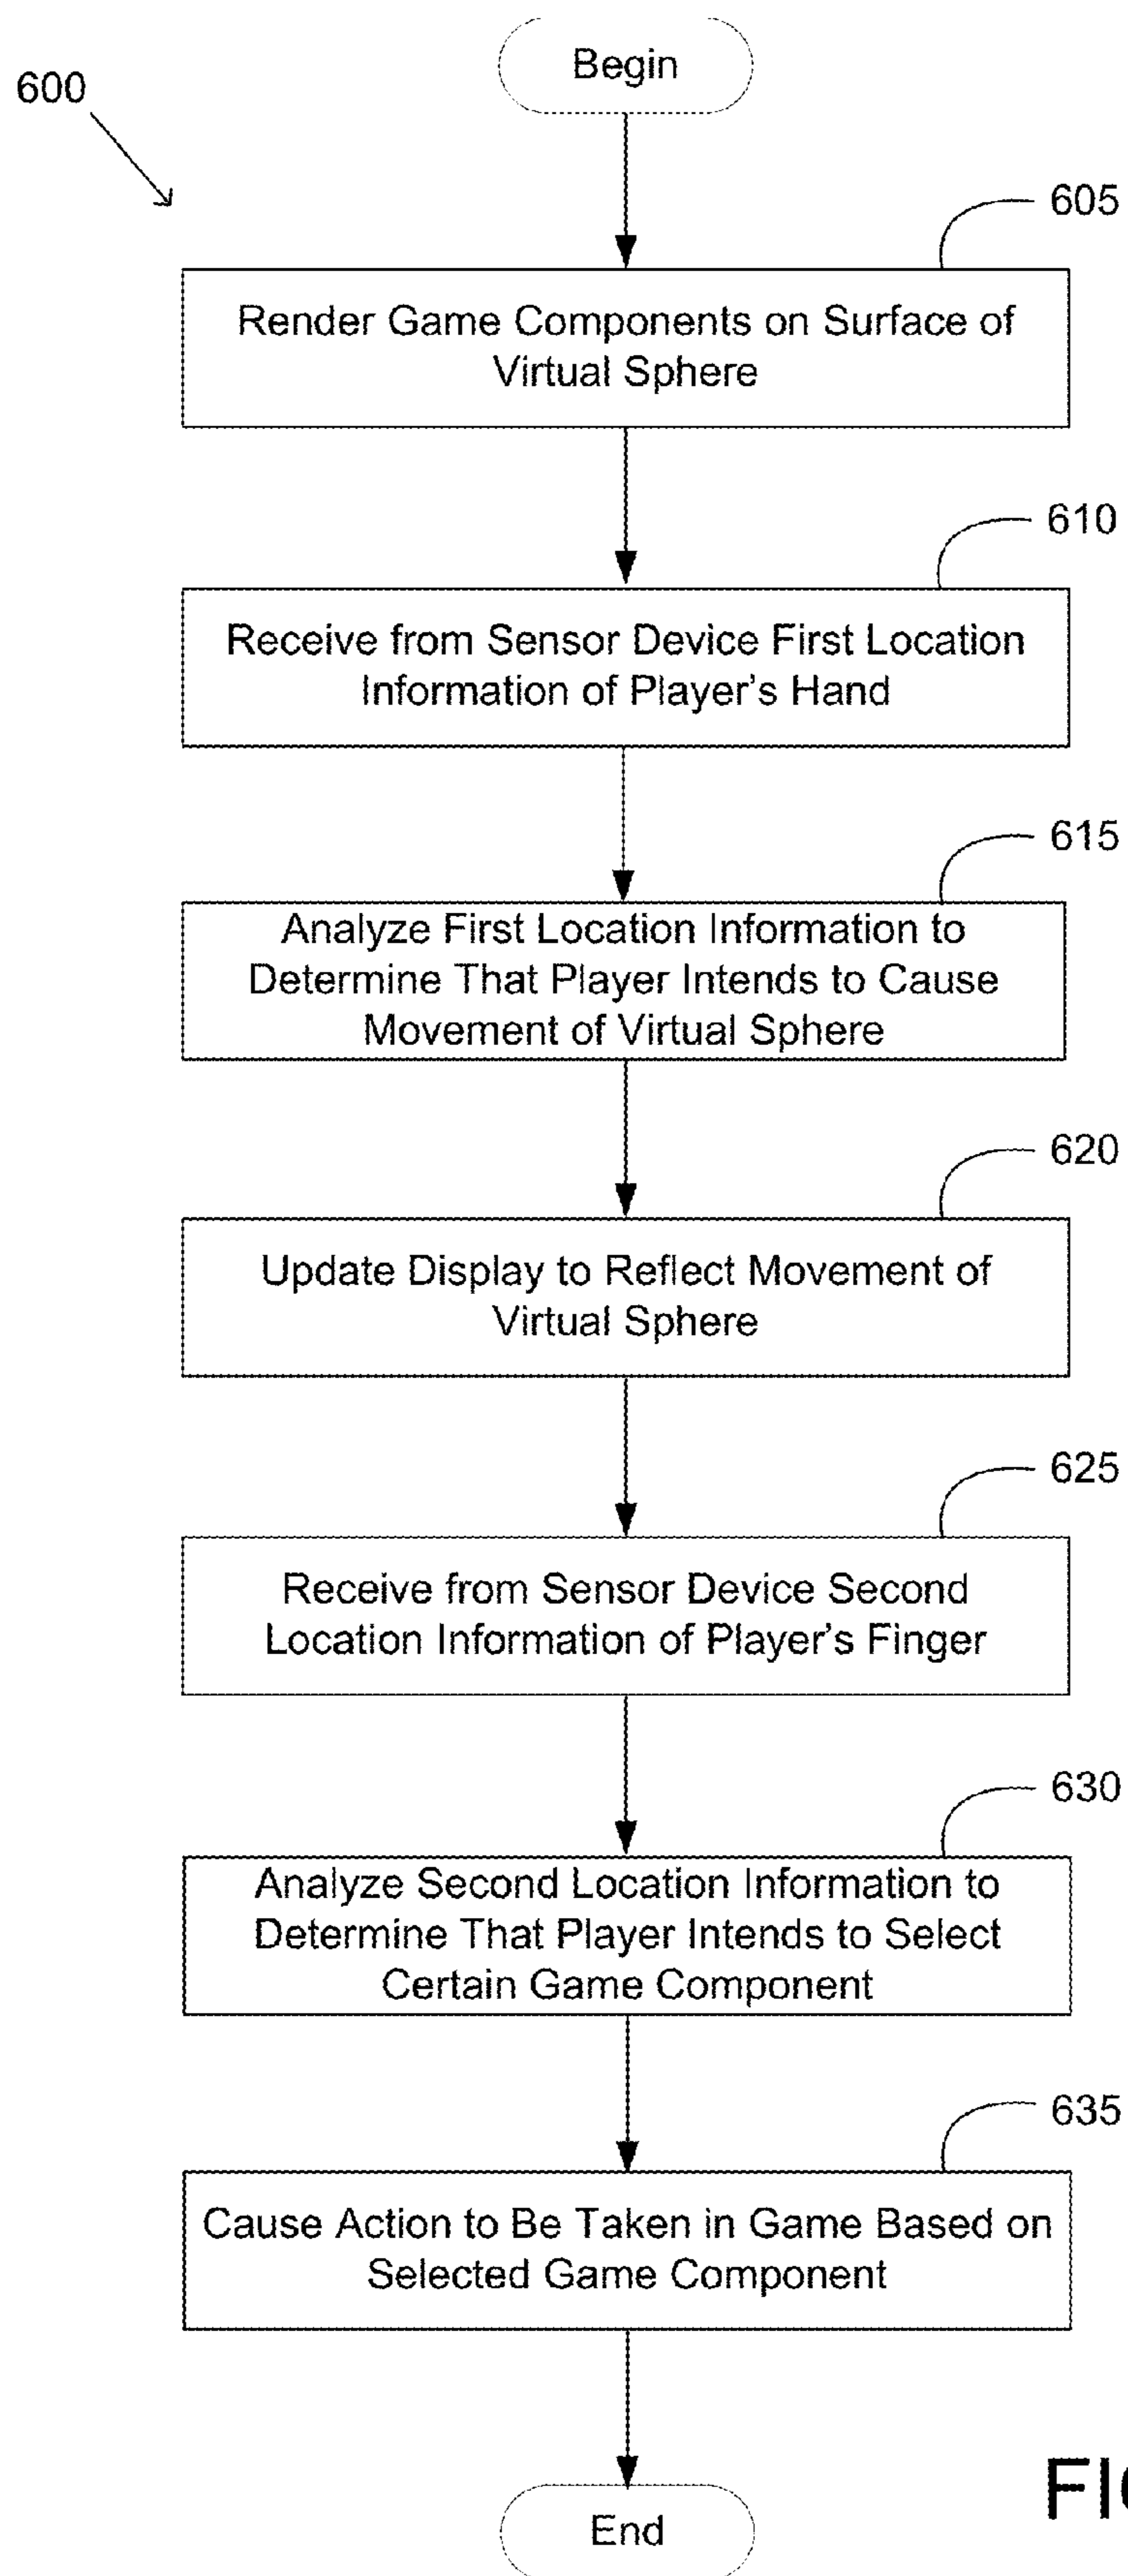 Begin
600
605
Render Game Components on Surface of
Virtual Sphere
610
Receive from Sensor Device First Location
Information of Player's Hand
615
Analyze First Location Information to
Determine That Player Intends to Cause
Movement of Virtual Sphere
620
Update Display to Reflect Movement of
Virtual Sphere
625
Receive from Sensor Device Second
Location Information of Player's Finger
630
Analyze Second Location Information to
Determine That Player Intends to Select
Certain Game Component
635
Cause Action to Be Taken in Game Based on
Selected Game Component
End